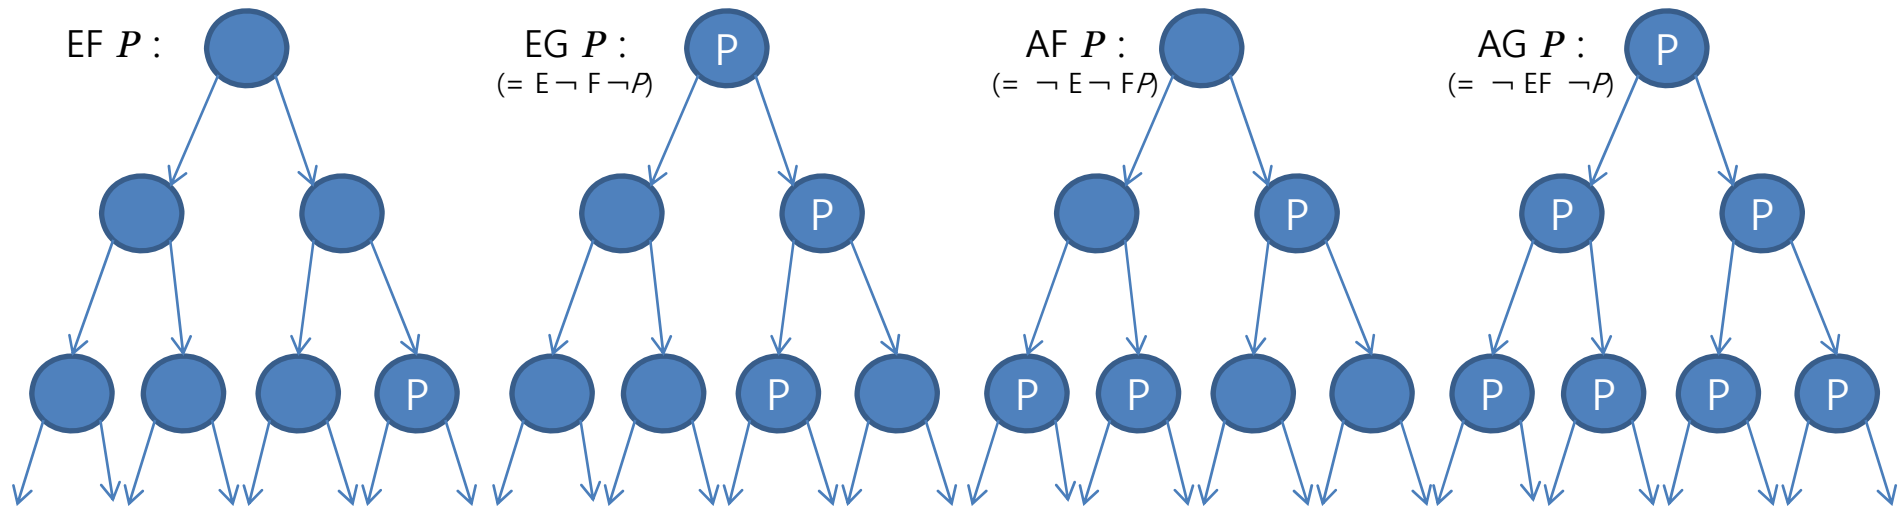 EF P :
EG P :
(= E¬ F¬P)
AF P :
(= ¬ E¬ FP)
AG P :
(= ¬ EF ¬P)
P P
P P P P
P P P P P P P P